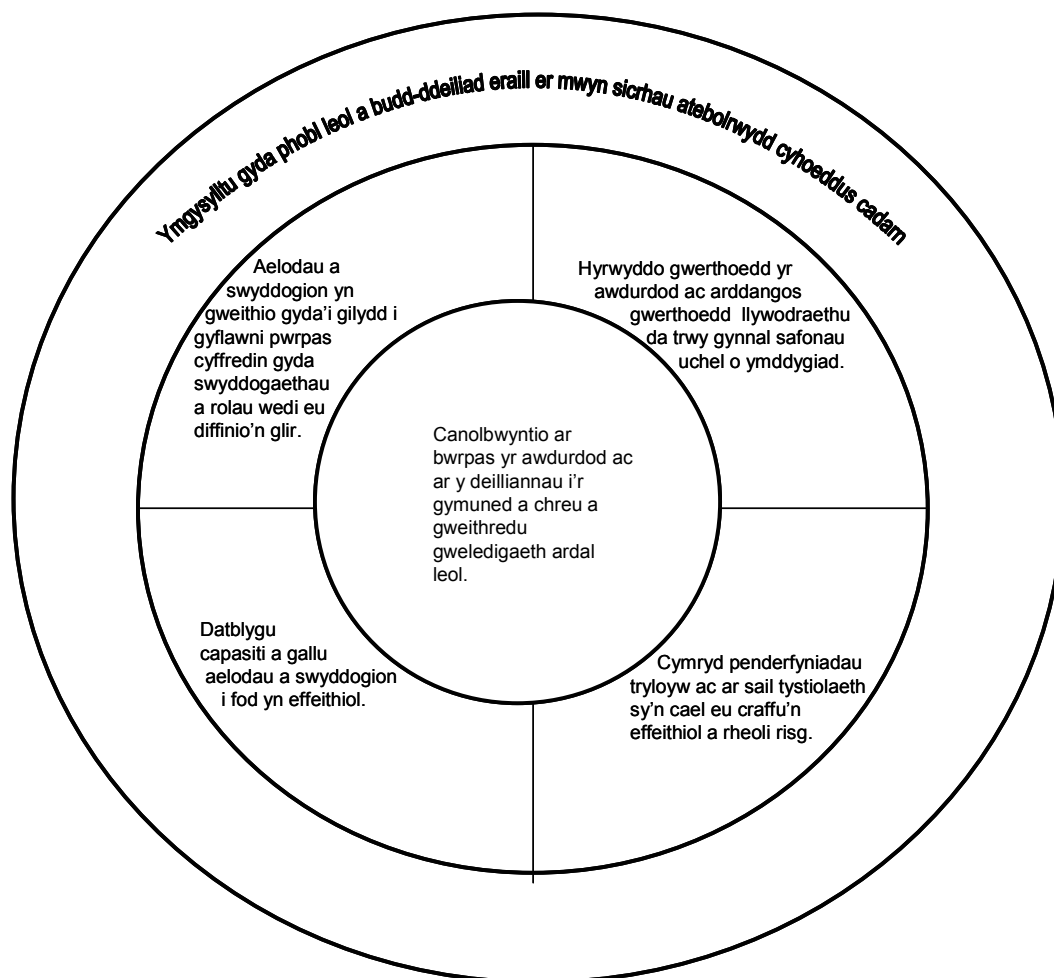 Ymgysylltu gyda phobl leol a budd-ddeiliad eraill er mwyn sicrhau atebolrwydd cyhoeddus cadarn
Aelodau a
swyddogion yn
gweithio gyda'i gilydd i
gyflawni pwrpas
cyffredin gyda
swyddogaethau
a rolau wedi eu
diffinio'n glir.
Hyrwyddo gwerthoedd yr
awdurdod ac arddangos
gwerthoedd llywodraethu
da trwy gynnal safonau
uchel o ymddygiad.
Canolbwyntio ar
bwrpas yr awdurdod ac
ar y deilliannau i'r
gymuned a chreu a
gweithredu
gweledigaeth ardal
leol.
Datblygu
capasiti a gallu
aelodau a swyddogion
i fod yn effeithiol.
Cymryd penderfyniadau
tryloyw ac ar sail tystiolaeth
sy'n cael eu craffu'n
effeithiol a rheoli risg.